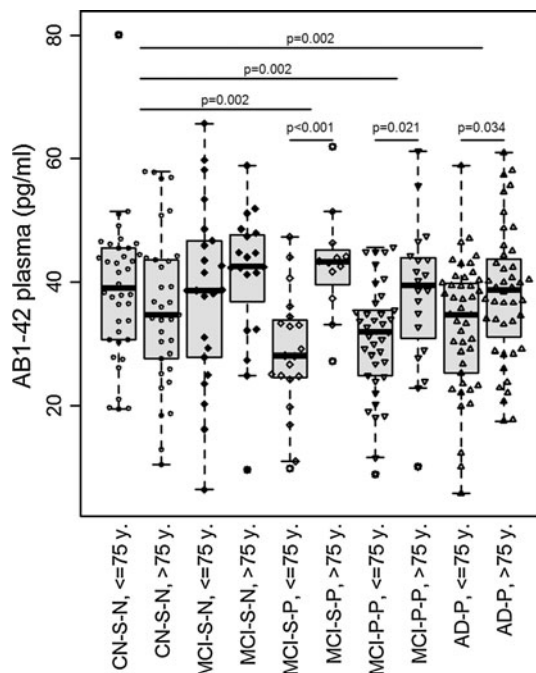 80
60
40
20
AB1-42 plasma (pg/ml)
p=0.002
p=0.002
p=0.002
p<0.001
p=0.021
p=0.034
CN-S-N, <=75 y.
CN-S-N, >75 y.
MCI-S-N, <=75 y.
MCI-S-N, >75 y.
MCI-S-P, <=75 y.
MCI-S-P, >75 y.
MCI-P-P, <=75 y.
MCI-P-P, >75 y.
AD-P, <=75 y.
AD-P, >75 y.